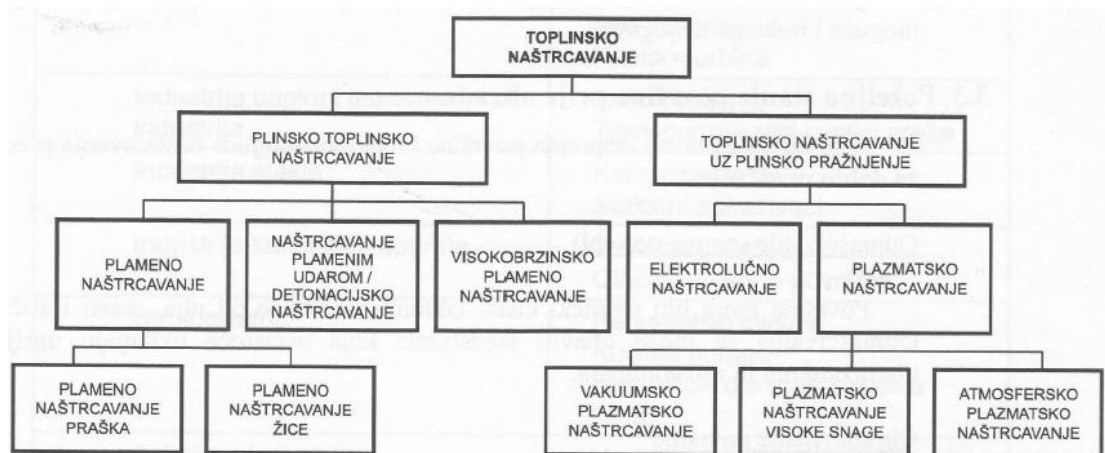 TOPLINSKO
NAŠTRCAVANJE
PLINSKO TOPLINSKO
NAŠTRCAVANJE
TOPLINSKO NAŠTRCAVANJE
UZ PLINSKO PRAŽNJENJE
PLAMENO
NAŠTRCAVANJE
NAŠTRCAVANJE
PLAMENIM
UDAROM /
DETONACIJSKO
NAŠTRCAVANJE
VISOKOBRZINSKO
PLAMENO
NAŠTRCAVANJE
ELEKTROLUČNO
NAŠTRCAVANJE
PLAZMATSKO
NAŠTRCAVANJE
PLAMENO
NAŠTRCAVANJE
PRAŠKA
PLAMENO
NAŠTRCAVANJE
ŽICE
VAKUUMSKO
PLAZMATSKO
NAŠTRCAVANJE
PLAZMATSKO
NAŠTRCAVANJE
VISOKE SNAGE
ATMOSFERSKO
PLAZMATSKO
NAŠTRCAVANJE